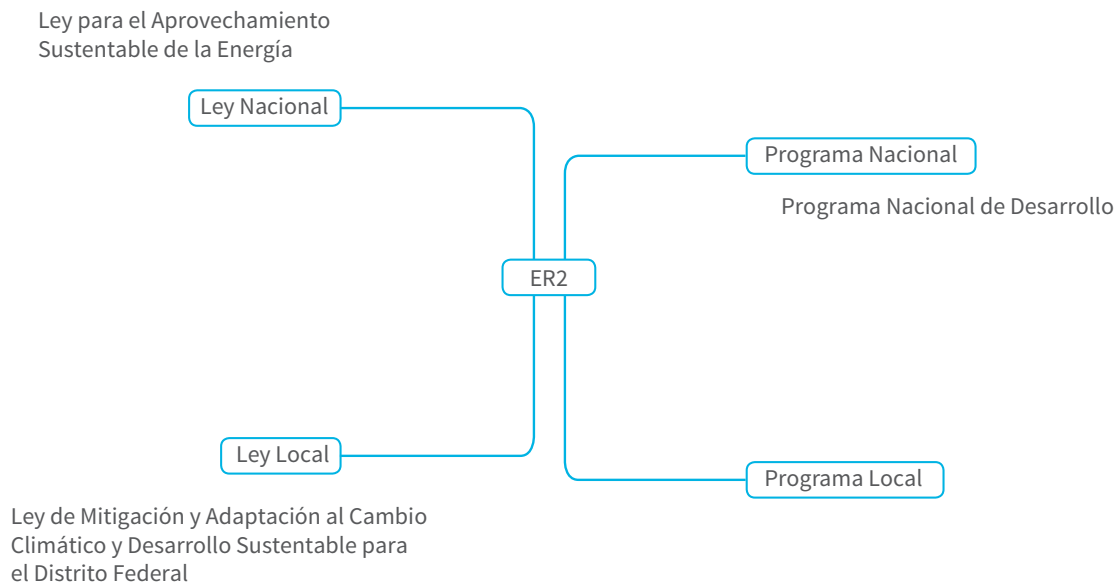 Ley para el Aprovechamiento
Sustentable de la Energía
Ley Nacional
Programa Nacional
Programa Nacional de Desarrollo
ER2
Ley Local
Programa Local
Ley de Mitigación y Adaptación al Cambio
Climático y Desarrollo Sustentable para
el Distrito Federal